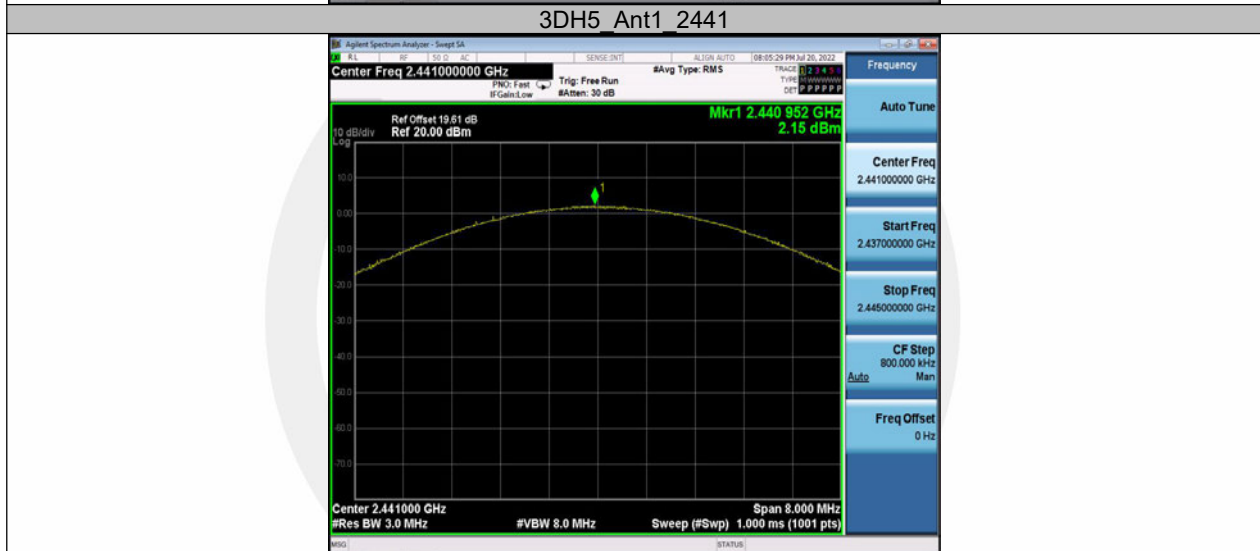 3DH5_Ant1_2441
Agilent Spectrum Analyzer - Swept SA
RL RF 50 Ω AC SENSE:INT ALIGN AUTO 08:05:29 PM Jul 20, 2022
Center Freq 2.441000000 GHz #Avg Type: RMS TRACE 1 2 3 4 5 6
PNO: Fast Trig: Free Run TYPE M WWWWW
IFGain:Low #Atten: 30 dB DET P P P P P P
Frequency
Mkr1 2.440 952 GHz
2.15 dBm
Ref Offset 19.61 dB
10 dB/div Ref 20.00 dBm
Log
1
10.0
0.00
-10.0
-20.0
-30.0
-40.0
-50.0
-60.0
-70.0
Center 2.441000 GHz Span 8.000 MHz
#Res BW 3.0 MHz #VBW 8.0 MHz Sweep (#Swp) 1.000 ms (1001 pts)
Auto Tune
Center Freq
2.441000000 GHz
Start Freq
2.437000000 GHz
Stop Freq
2.445000000 GHz
CF Step
800.000 kHz
Auto Man
Freq Offset
0 Hz
MSG STATUS